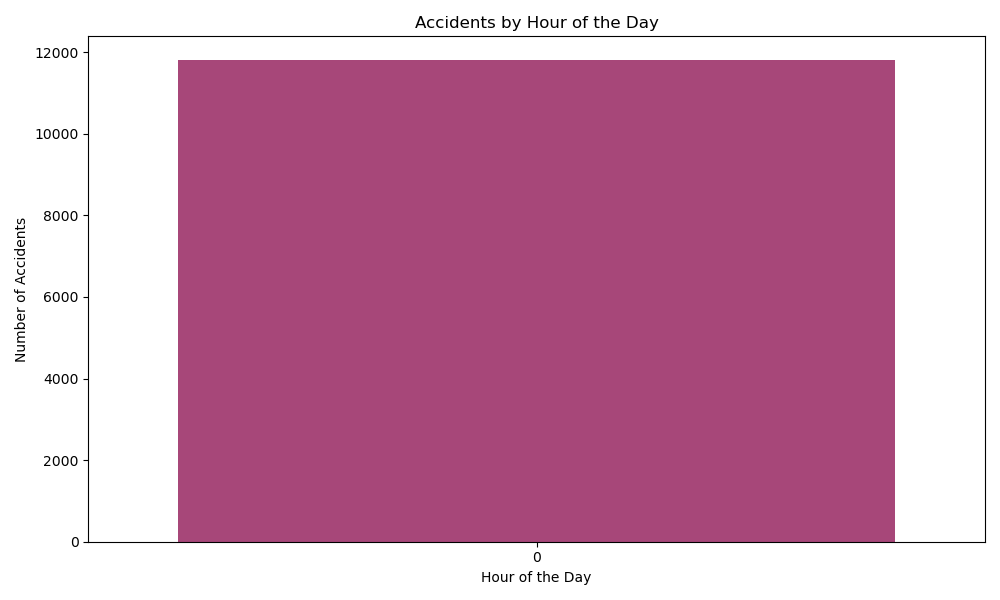 Accidents by Hour of the Day
12000
10000
8000
6000
4000
2000
0
Number of Accidents
0
Hour of the Day